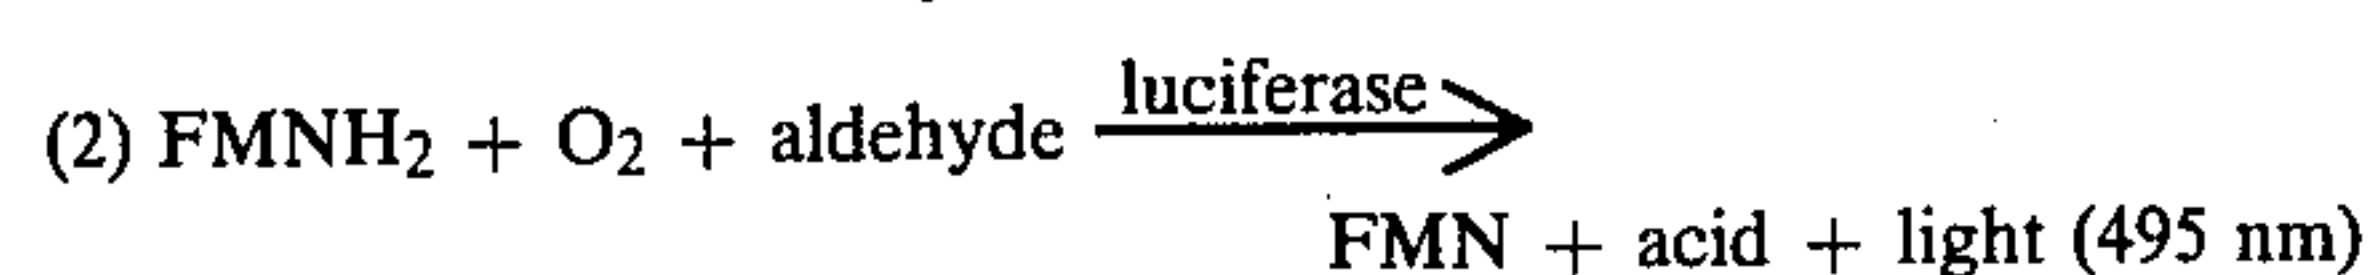 (2) FMNH₂ + O₂ + aldehyde luciferase
FMN + acid + light (495 nm)